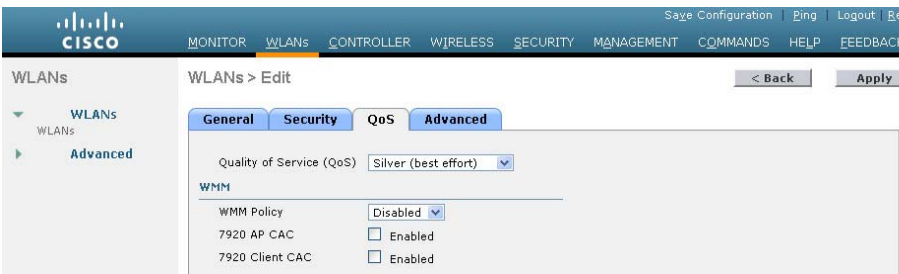 Save Configuration | Ping | Logout | Re
CISCO
MONITOR WLANs CONTROLLER WIRELESS SECURITY MANAGEMENT COMMANDS HELP FEEDBAC
WLANs
WLANs > Edit
< Back
Apply
WLANs
WLANs
Advanced
General Security QoS Advanced
Quality of Service (QoS) Silver (best effort)
WMM
WMM Policy Disabled
7920 AP CAC Enabled
7920 Client CAC Enabled